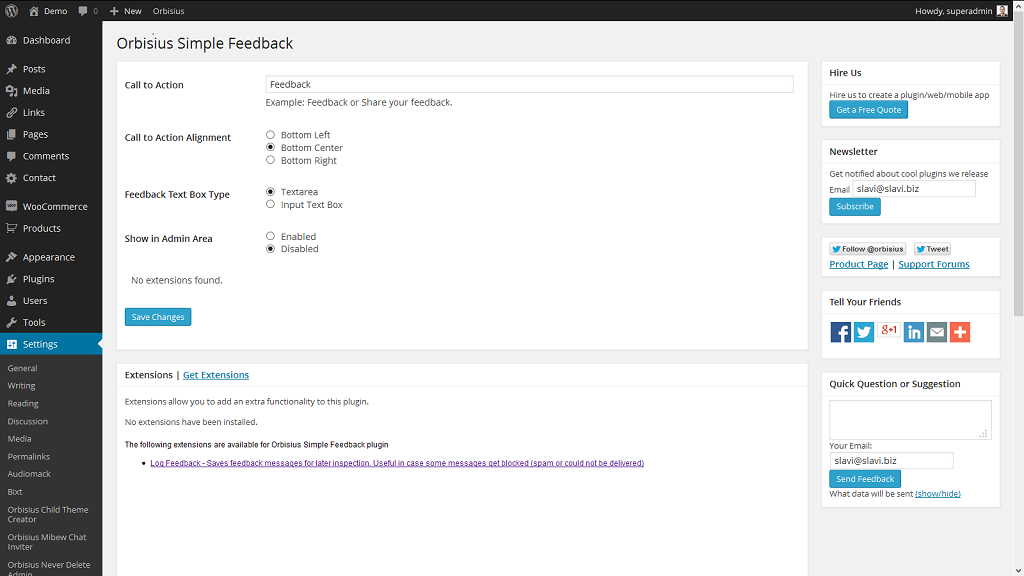 Demo 0 New Orbisius Howdy, superadmin
Dashboard
Posts
Media
Links
Pages
Comments
Contact
WooCommerce
Products
Appearance
Plugins
Users
Tools
Settings
General
Writing
Reading
Discussion
Media
Permalinks
Audiomack
Bixt
Orbisius Child Theme
Creator
Orbisius Mibew Chat
Inviter
Orbisius Never Delete
Admin
Orbisius Simple Feedback
Call to Action Feedback
Example: Feedback or Share your feedback.
Call to Action Alignment
Bottom Left
Bottom Center
Bottom Right
Feedback Text Box Type
Textarea
Input Text Box
Show in Admin Area
Enabled
Disabled
No extensions found.
Save Changes
Extensions | Get Extensions
Extensions allow you to add an extra functionality to this plugin.
No extensions have been installed.
The following extensions are available for Orbisius Simple Feedback plugin
Log Feedback - Saves feedback messages for later inspection. Useful in case some messages get blocked (spam or could not be delivered)
Hire Us
Hire us to create a plugin/web/mobile app
Get a Free Quote
Newsletter
Get notified about cool plugins we release
Email slavi@slavi.biz
Subscribe
Follow @orbisius Tweet
Product Page | Support Forums
Tell Your Friends
g+1
in
Quick Question or Suggestion
Your Email:
slavi@slavi.biz
Send Feedback
What data will be sent (show/hide)